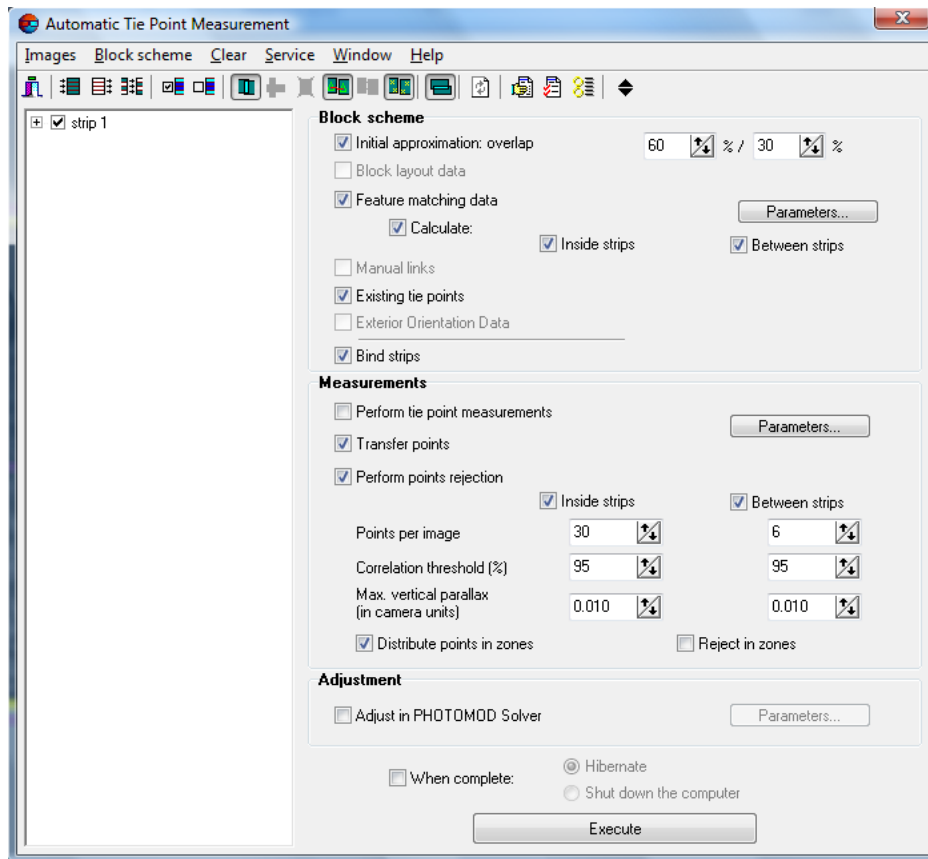 Automatic Tie Point Measurement
Images Block scheme Clear Service Window Help
strip 1
Block scheme
Initial approximation: overlap 60 % / 30 %
Block layout data
Feature matching data Parameters...
Calculate:
Inside strips Between strips
Manual links
Existing tie points
Exterior Orientation Data
Bind strips
Measurements
Perform tie point measurements Parameters...
Transfer points
Perform points rejection
Inside strips Between strips
Points per image 30 6
Correlation threshold (%) 95 95
Max. vertical parallax
(in camera units) 0.010 0.010
Distribute points in zones Reject in zones
Adjustment
Adjust in PHOTOMOD Solver Parameters...
When complete: Hibernate
Shut down the computer
Execute